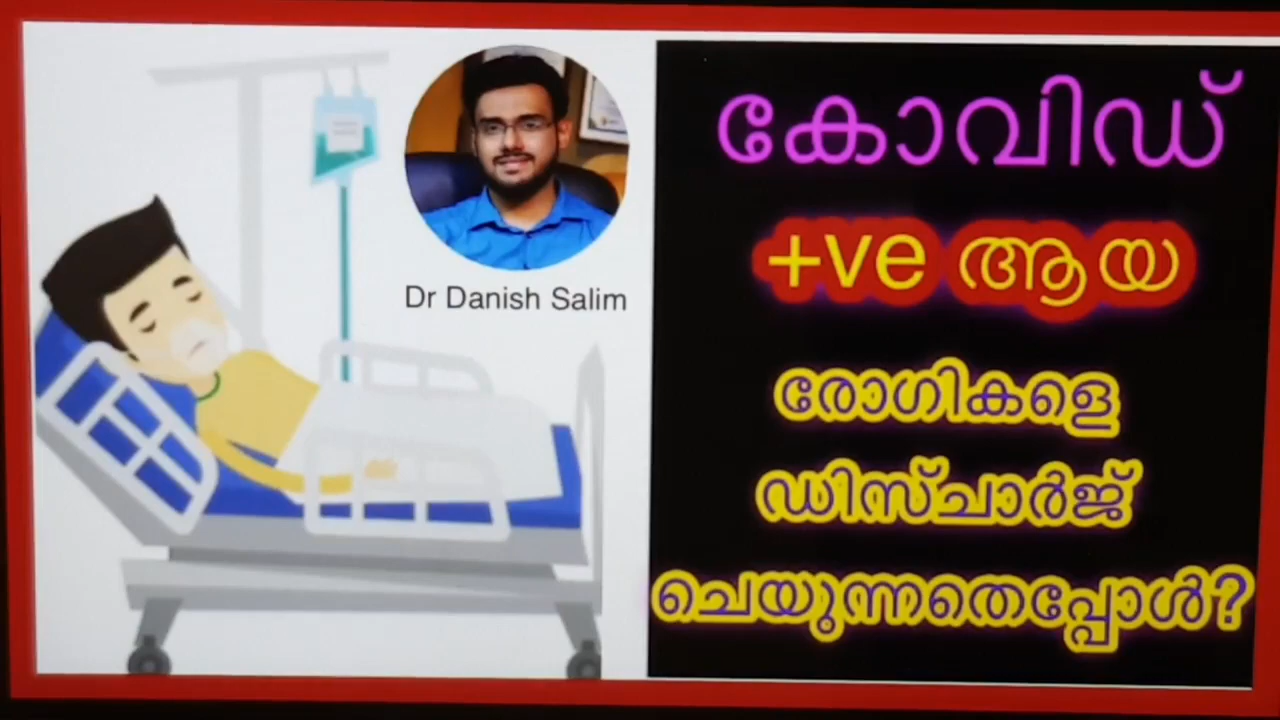 Dr Danish Salim
കോവിഡ്
+ve ആയ
രോഗികളെ
ഡിസ്ചാർജ്
ചെയുന്നതെപ്പോൾ?